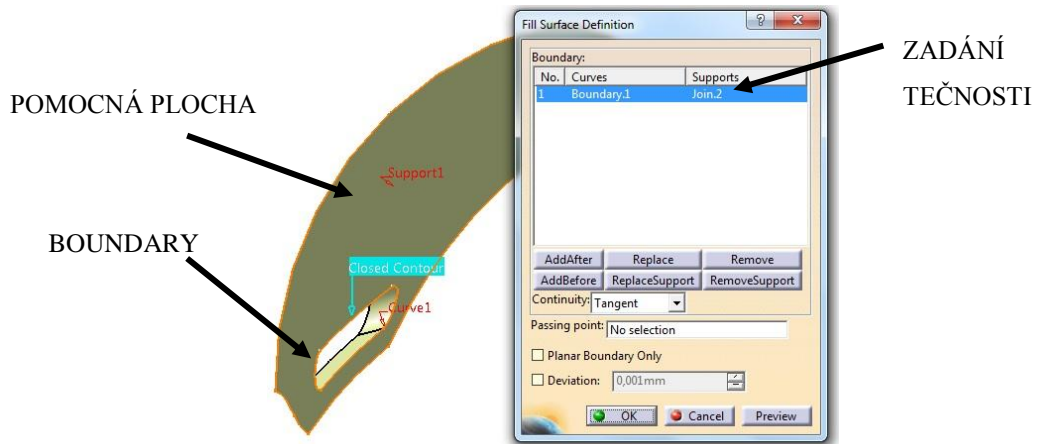 POMOCNÁ PLOCHA
BOUNDARY
Support1
Closed Contour
Curve1
Fill Surface Definition
?
X
Boundary:
No. Curves Supports
1 Boundary.1 Join.2
AddAfter Replace Remove
AddBefore ReplaceSupport RemoveSupport
Continuity: Tangent
Passing point: No selection
Planar Boundary Only
Deviation: 0,001mm
OK Cancel Preview
ZADÁNÍ
TEČNOSTI